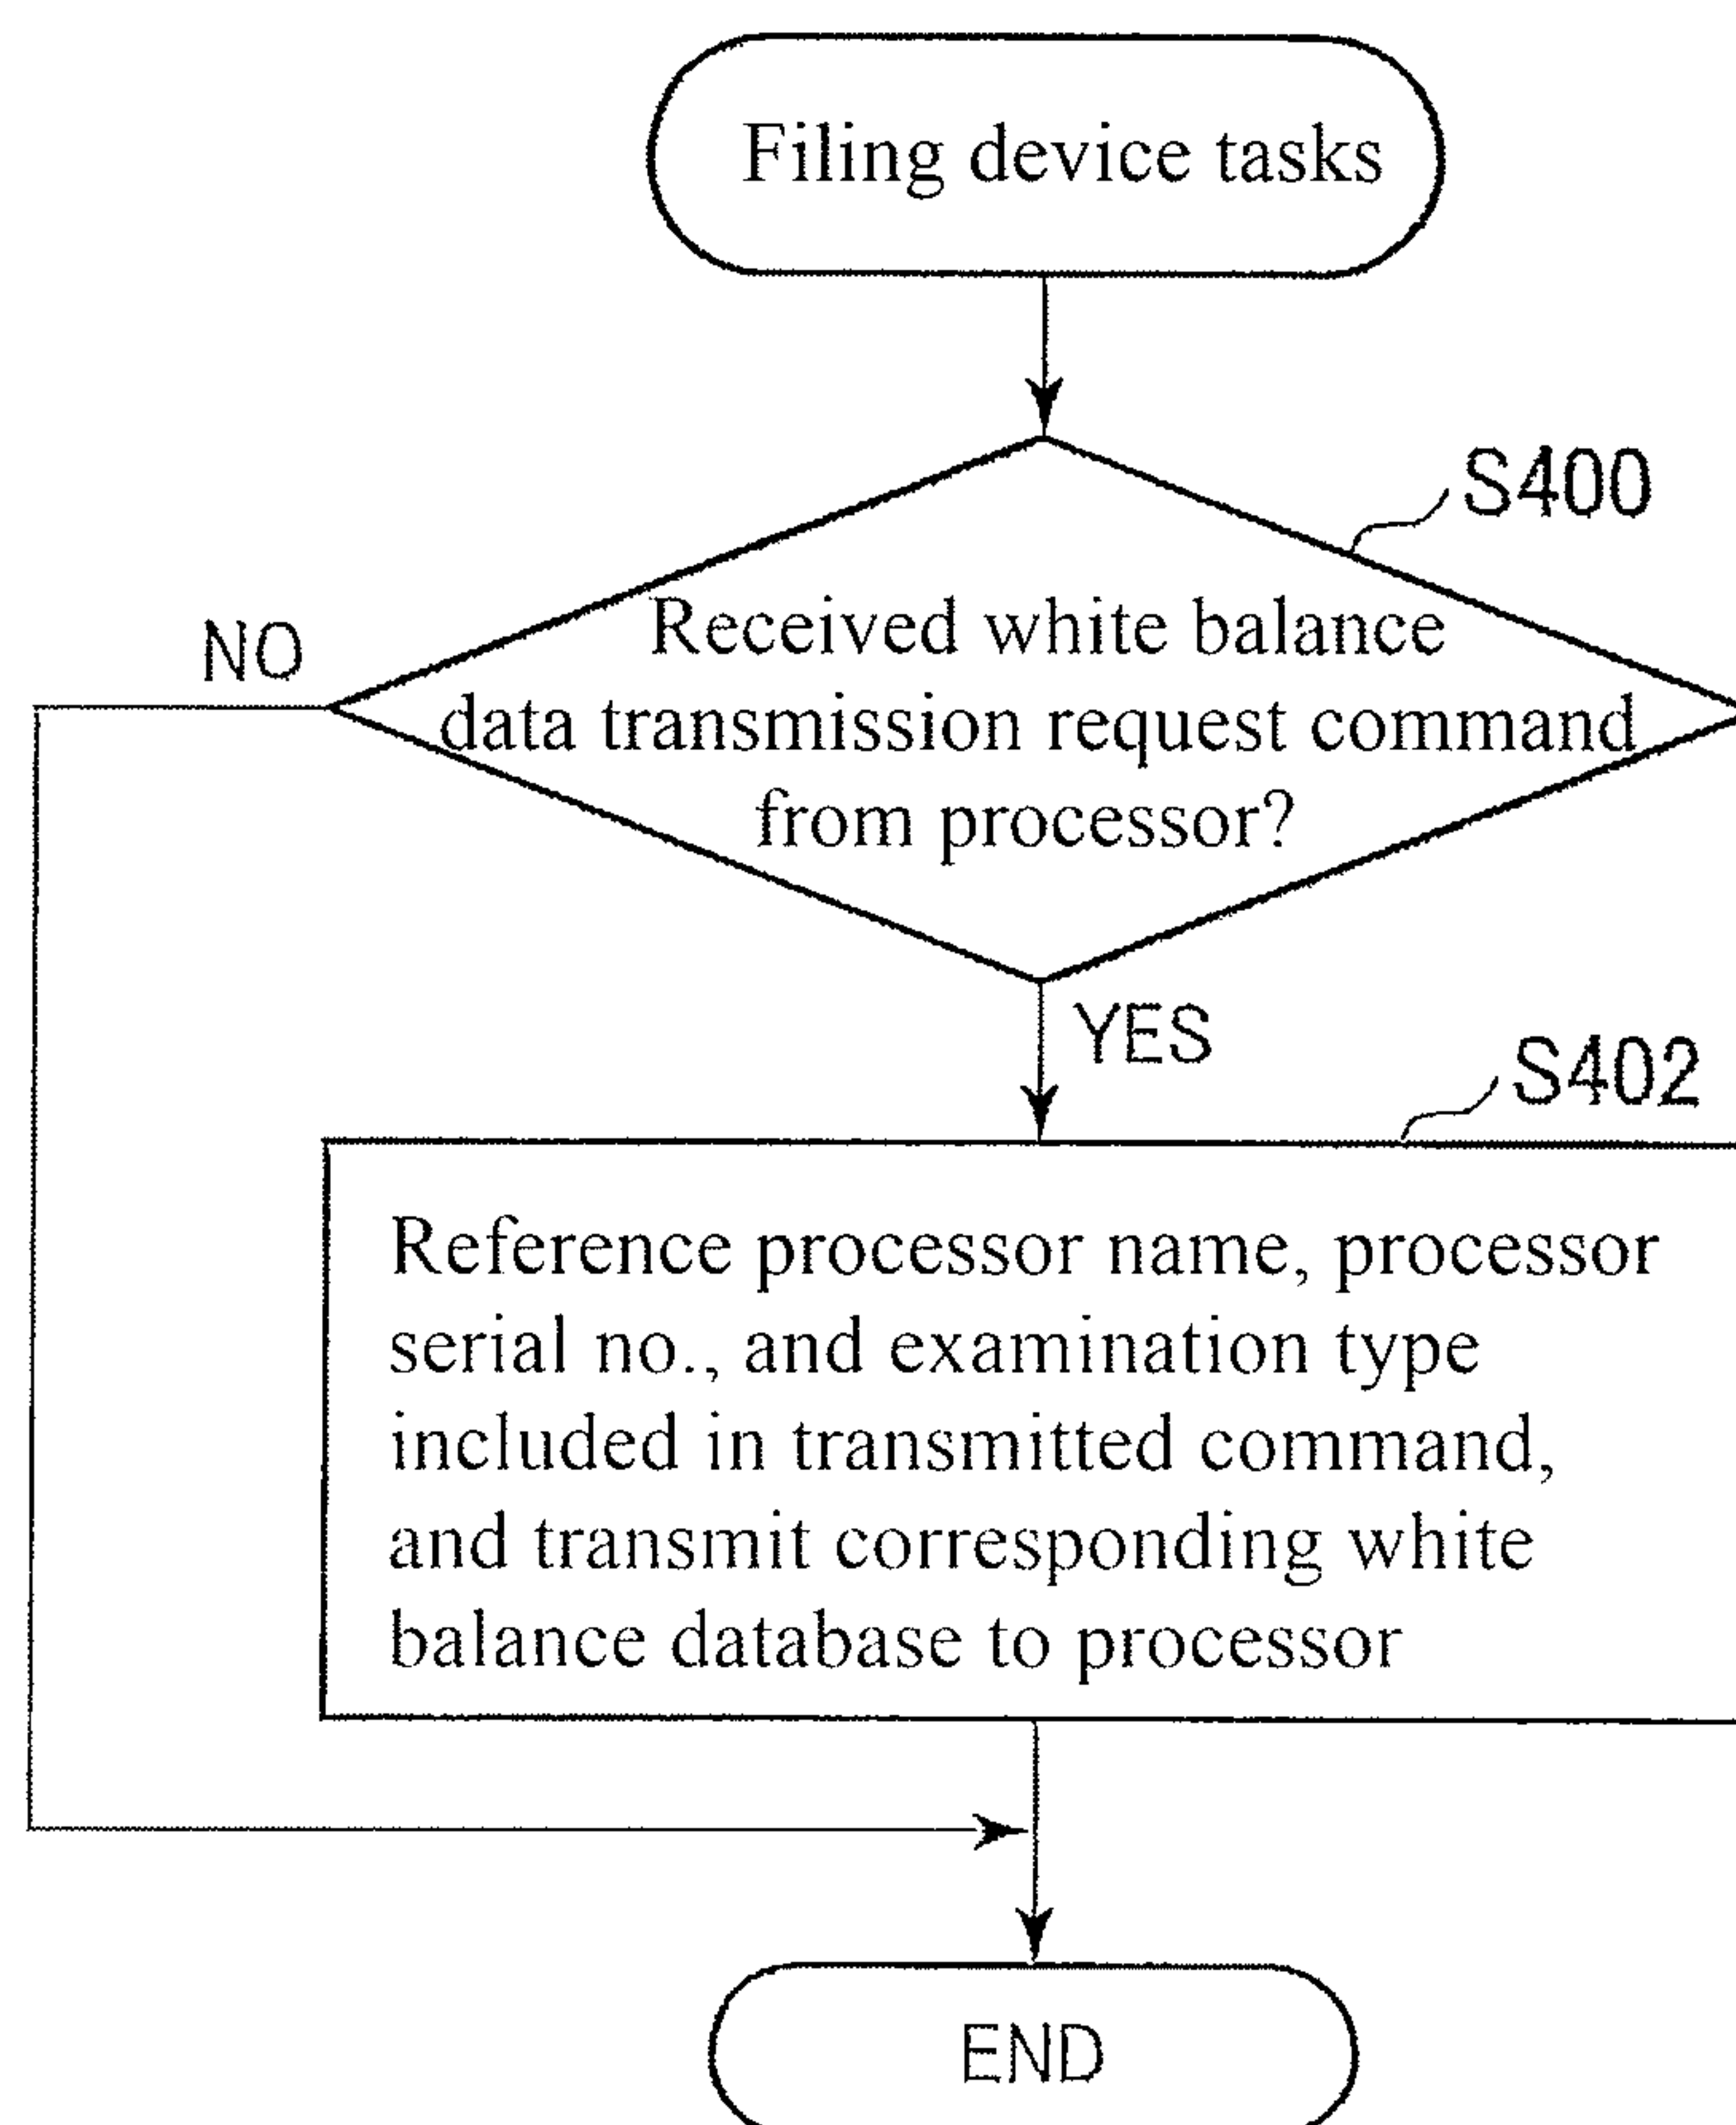 Filing device tasks
S400
Received white balance
data transmission request command
from processor?
NO
YES
S402
Reference processor name, processor
serial no., and examination type
included in transmitted command,
and transmit corresponding white
balance database to processor
END